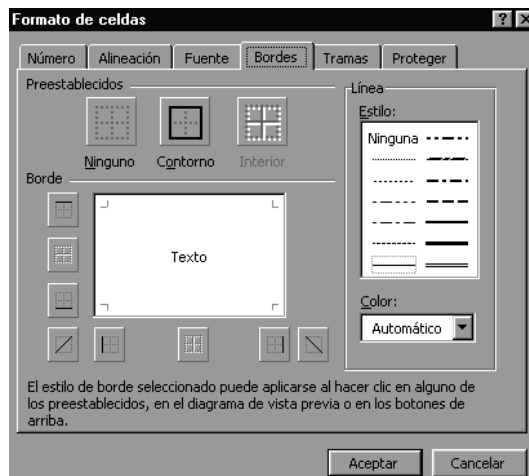 Formato de celdas
Número Alineación Fuente Bordes Tramas Proteger
Preestablecidos
Ninguno Contorno Interior
Borde
Texto
Línea
Estilo:
Ninguna
Color:
Automático
El estilo de borde seleccionado puede aplicarse al hacer clic en alguno de
los preestablecidos, en el diagrama de vista previa o en los botones de
arriba.
Aceptar Cancelar